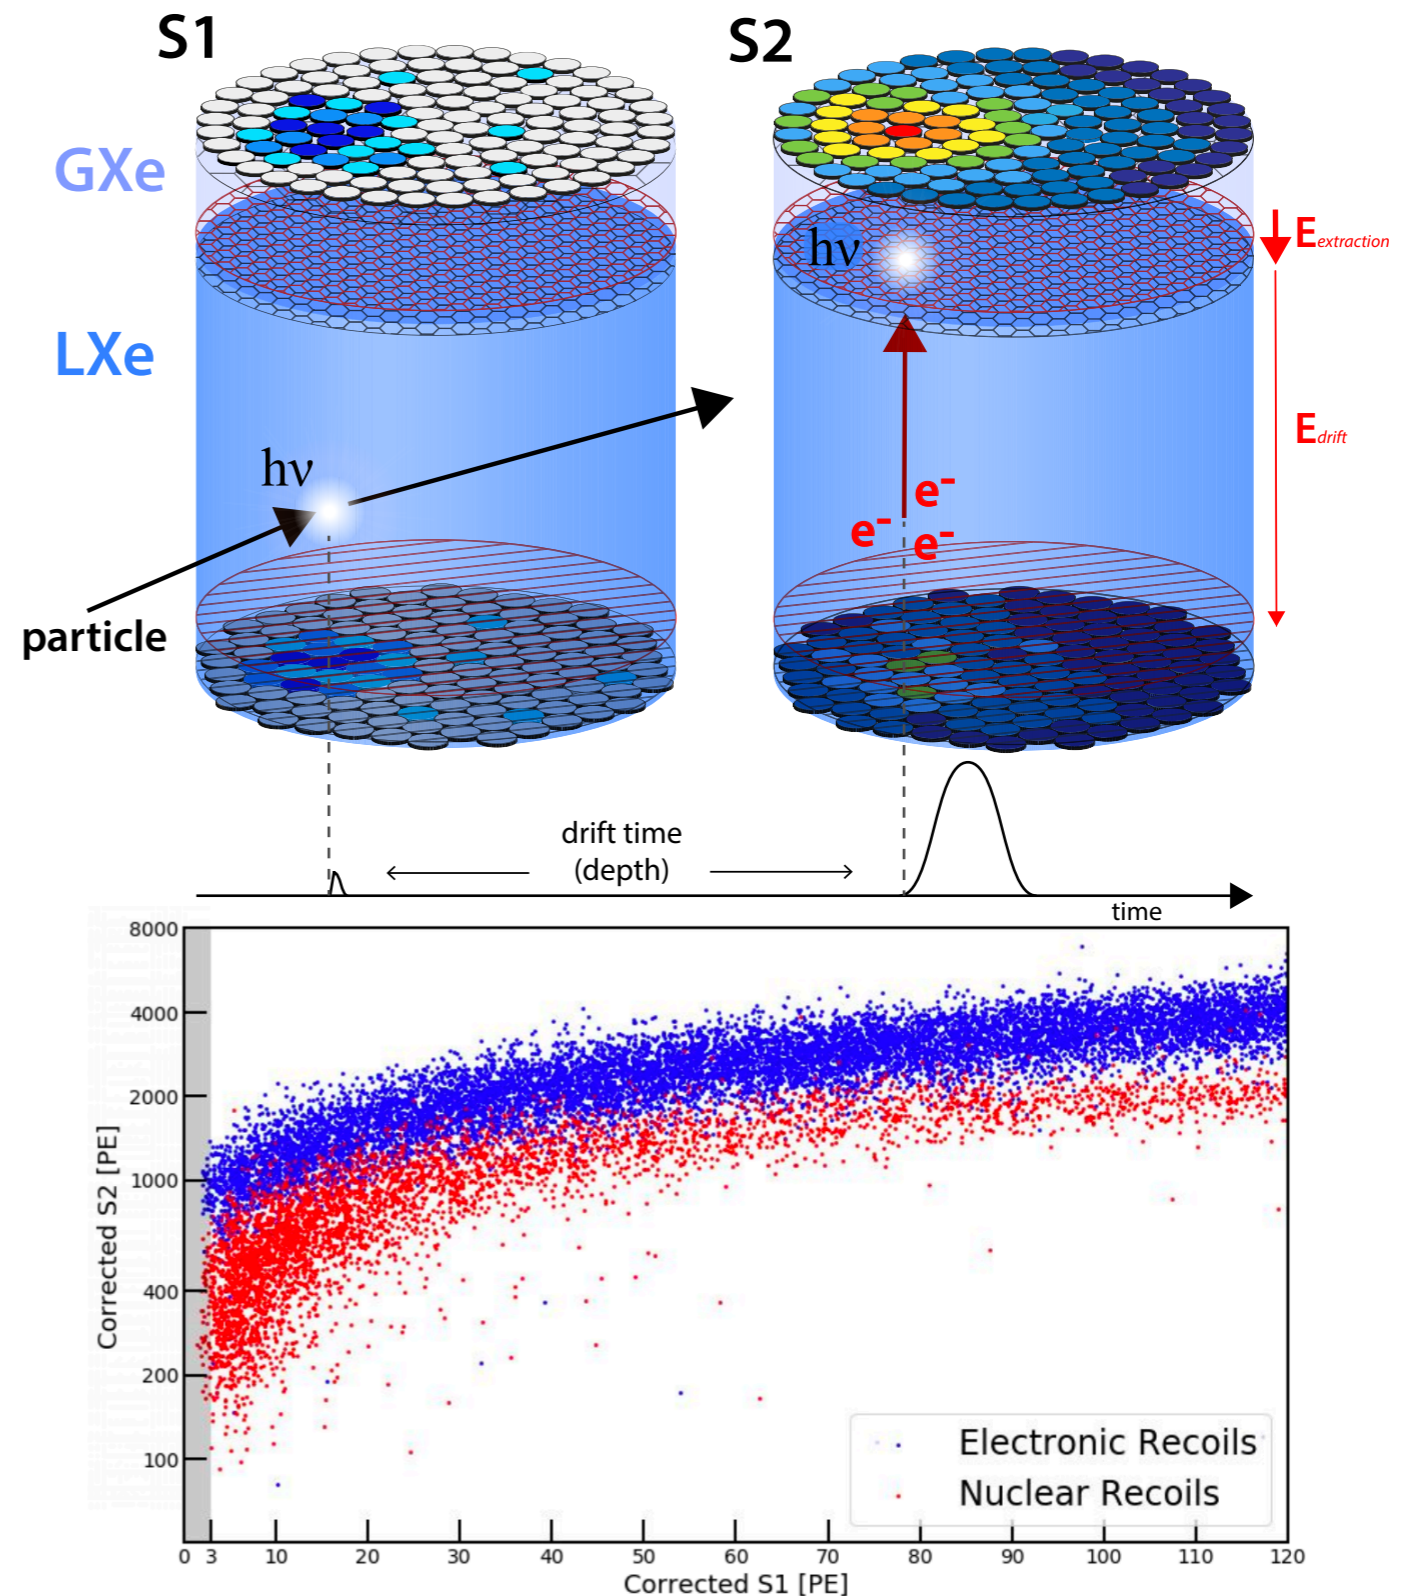 S1
S2
GXe
LXe
hν
hν
E extraction
E drift
e-
e-
e-
particle
drift time
(depth)
time
8000
4000
2000
1000
400
200
100
Corrected S2 [PE]
Electronic Recoils
Nuclear Recoils
0 3 10 20 30 40 50 60 70 80 90 100 110 120
Corrected S1 [PE]